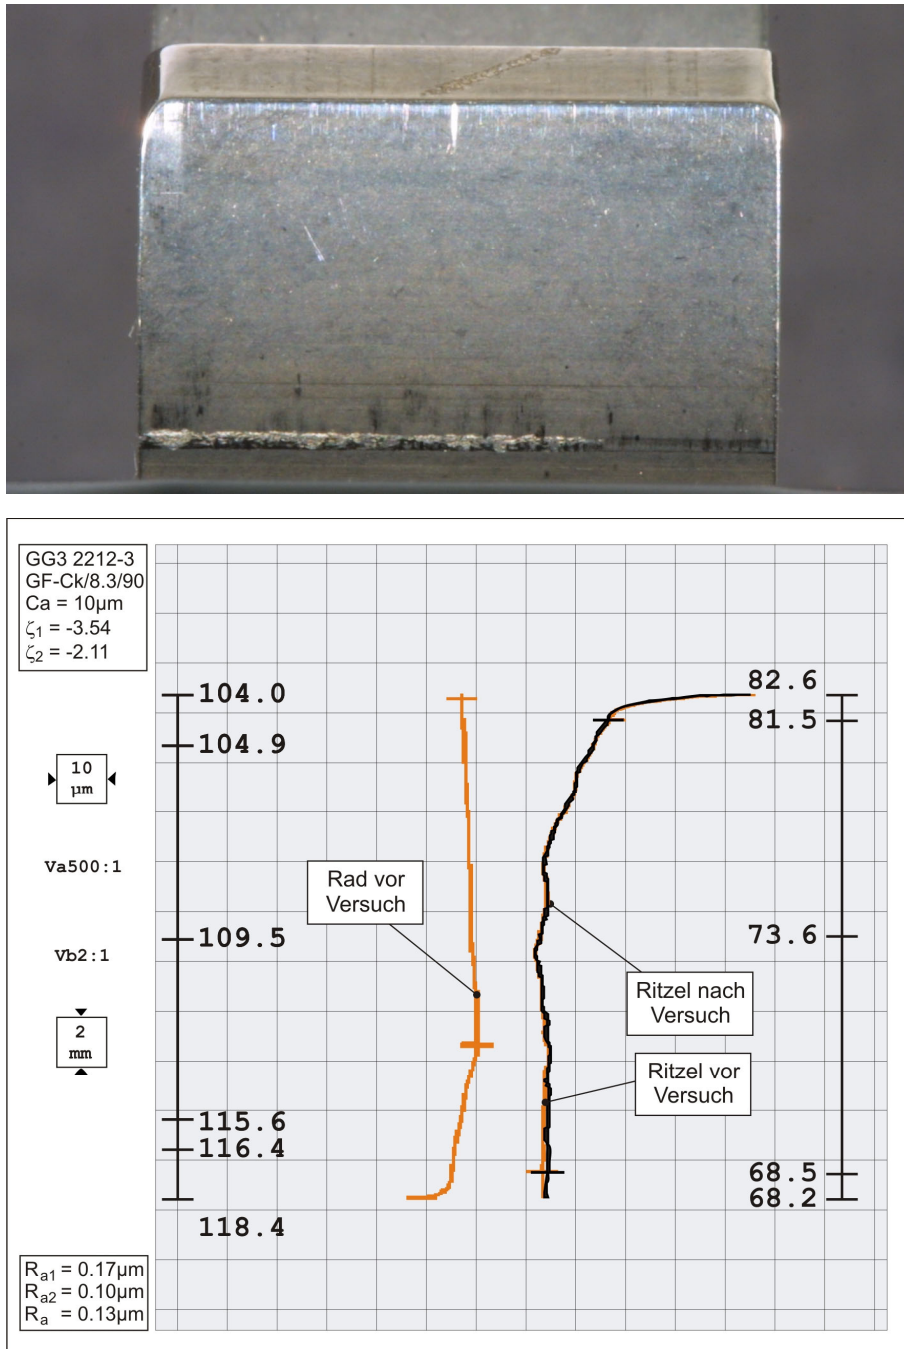 GG3 2212-3
GF-Ck/8.3/90
Ca = 10µm
ζ1 = -3.54
ζ2 = -2.11
104.0
104.9
109.5
115.6
116.4
118.4
10
µm
Va500:1
Vb2:1
2
mm
Rad vor
Versuch
Ritzel nach
Versuch
Ritzel vor
Versuch
82.6
81.5
73.6
68.5
68.2
Ra1 = 0.17µm
Ra2 = 0.10µm
Ra = 0.13µm